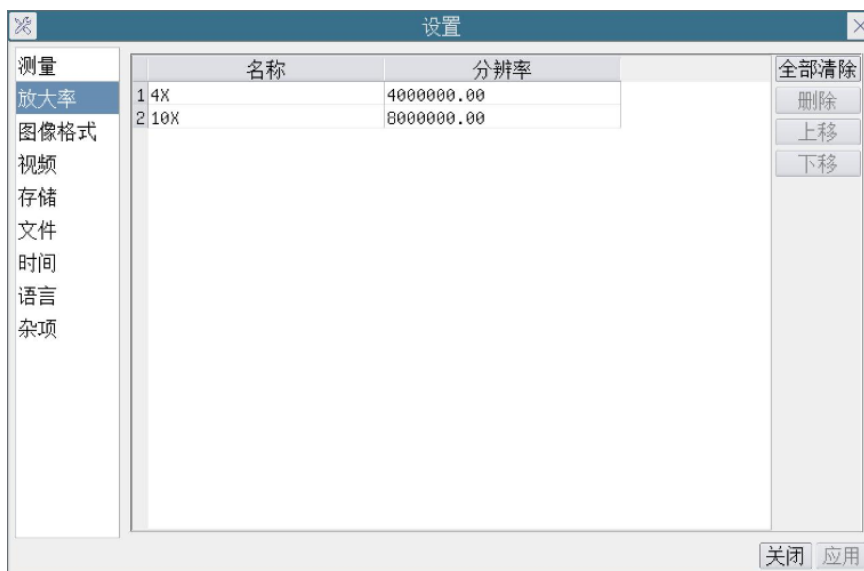 设置
测量
放大率
图像格式
视频
存储
文件
时间
语言
杂项
名称 分辨率
1 4X 4000000.00
2 10X 8000000.00
全部清除
删除
上移
下移
关闭 应用